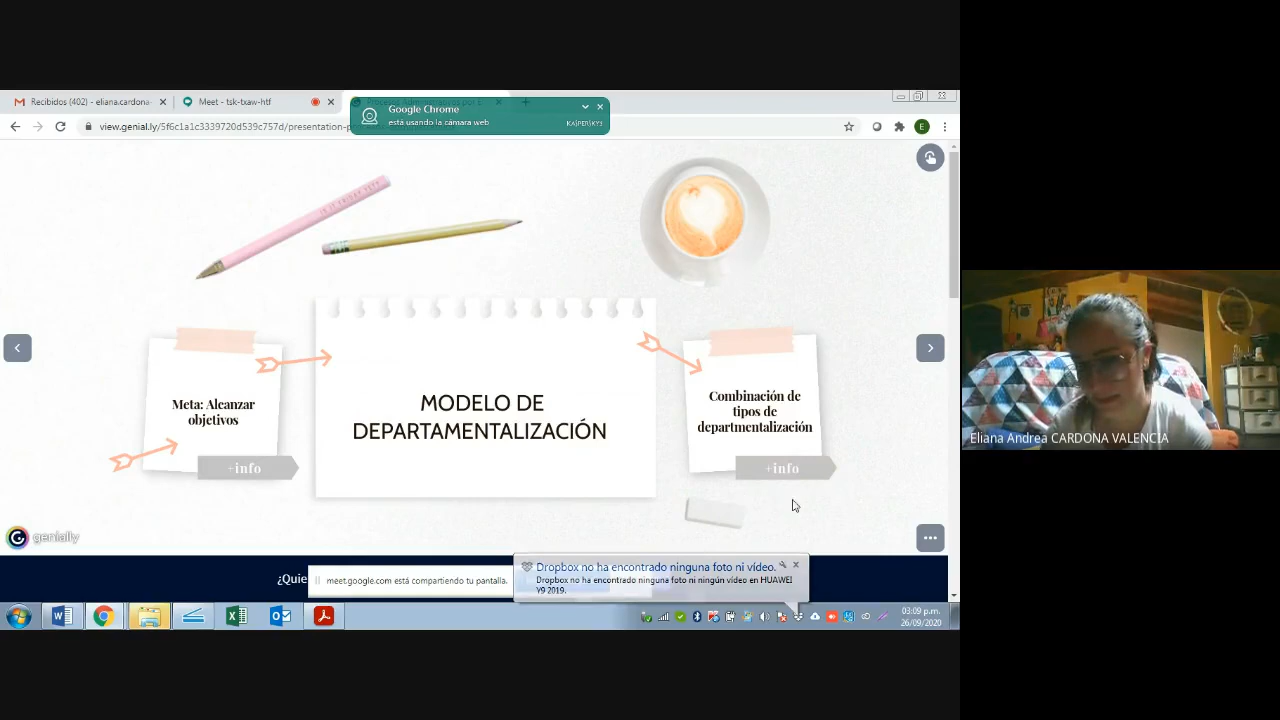 Recibidos (402) - eliana.cardona-
Meet - tsk-txaw-htf
Google Chrome
está usando la cámara web
KASPERSKY
view.genial.ly/5f6c1a1c3339720d539c757d/presentation-p
E
Meta: Alcanzar
objetivos
+info
MODELO DE
DEPARTAMENTALIZACIÓN
Combinación de
tipos de
departmentalización
+info
Eliana Andrea CARDONA VALENCIA
genially
¿Quie
meet.google.com está compartiendo tu pantalla.
Dropbox no ha encontrado ninguna foto ni vídeo.
Dropbox no ha encontrado ninguna foto ni ningún vídeo en HUAWEI
Y9 2019.
03:09 p.m.
26/09/2020